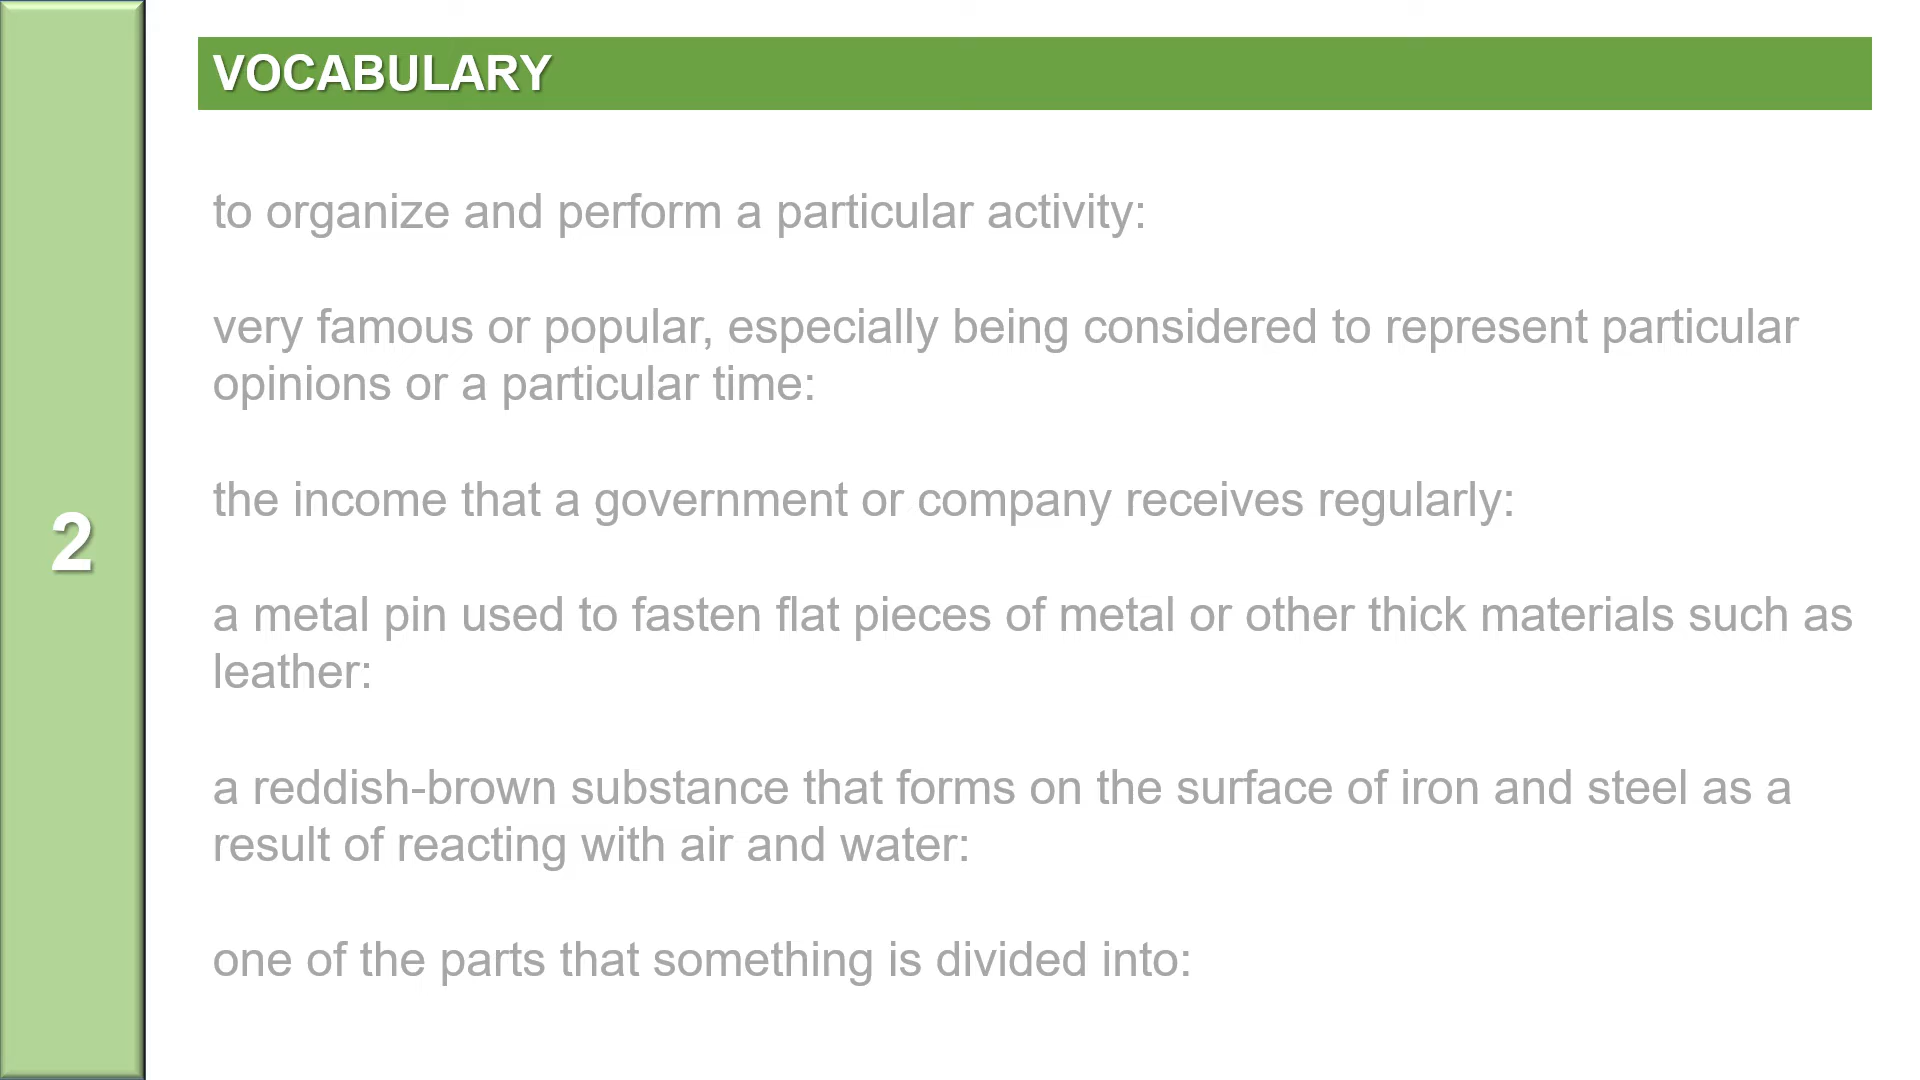 VOCABULARY
to organize and perform a particular activity:
very famous or popular, especially being considered to represent particular
opinions or a particular time:
the income that a government or company receives regularly:
2
a metal pin used to fasten flat pieces of metal or other thick materials such as
leather:
a reddish-brown substance that forms on the surface of iron and steel as a
result of reacting with air and water:
one of the parts that something is divided into: